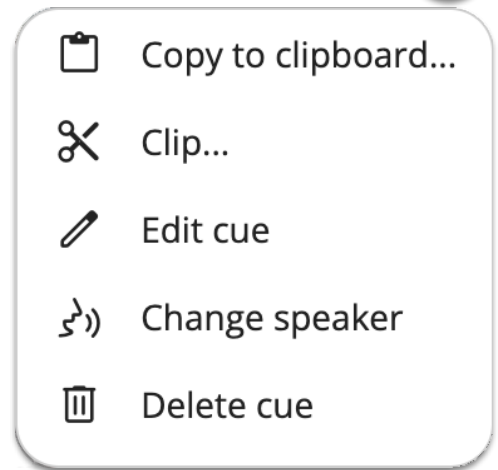 Copy to clipboard...
Clip...
Edit cue
Change speaker
Delete cue